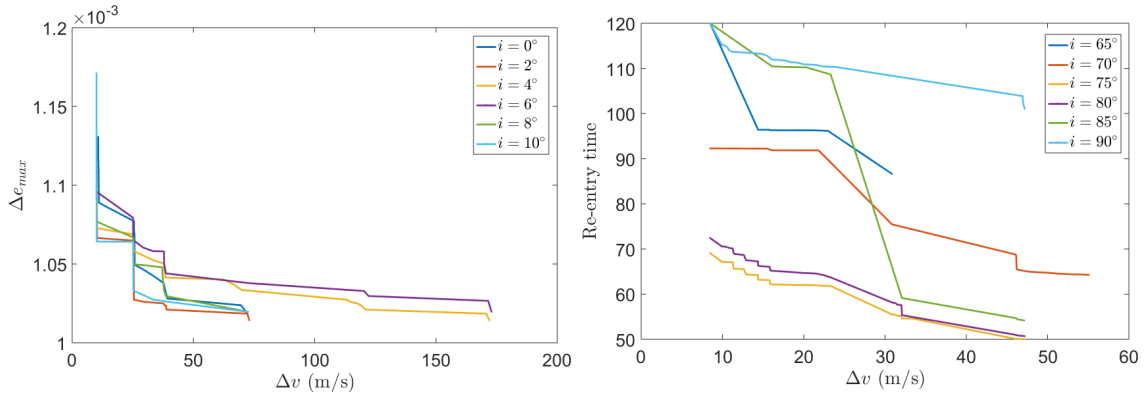 ×10⁻³
1.2
1.15
1.1
1.05
1
0
50
100
150
200
Δe_max
Δv (m/s)
i = 0°
i = 2°
i = 4°
i = 6°
i = 8°
i = 10°
120
110
100
90
80
70
60
50
0
10
20
30
40
50
60
Re-entry time
Δv (m/s)
i = 65°
i = 70°
i = 75°
i = 80°
i = 85°
i = 90°